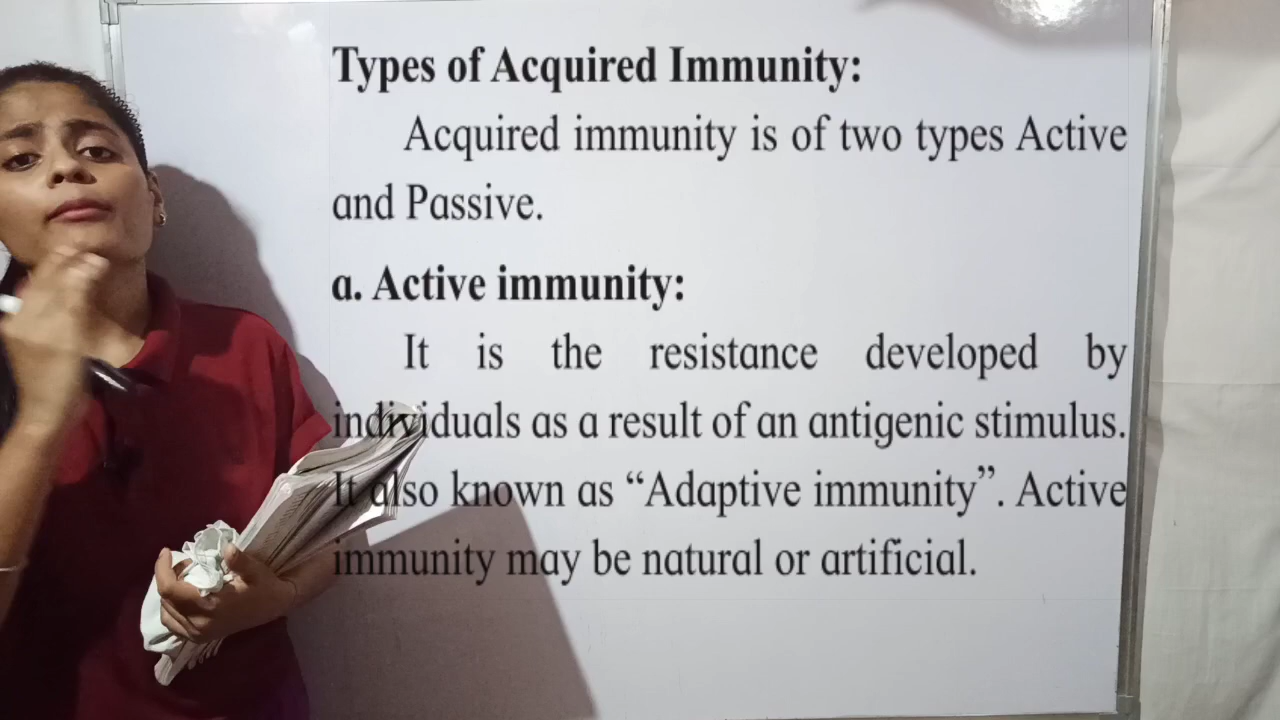 Types of Acquired Immunity:
Acquired immunity is of two types Active
and Passive.
a. Active immunity:
It is the resistance developed by
individuals as a result of an antigenic stimulus.
It also known as “Adaptive immunity”. Active
immunity may be natural or artificial.